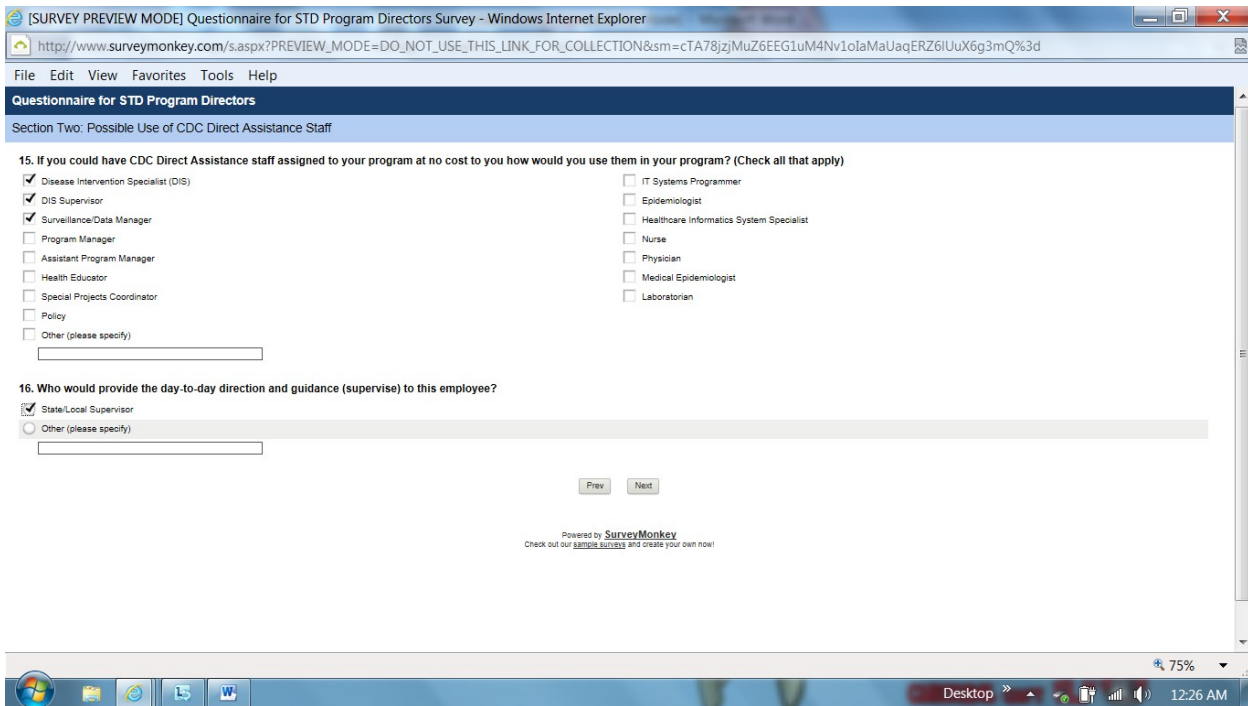 [SURVEY PREVIEW MODE] Questionnaire for STD Program Directors Survey - Windows Internet Explorer
http://www.surveymonkey.com/s.aspx?PREVIEW_MODE=DO_NOT_USE_THIS_LINK_FOR_COLLECTION&sm=cTA78jzjMuZ6EEG1uM4Nv1oIaMaUaqERZ6lUuX6g3mQ%3d
File Edit View Favorites Tools Help
Questionnaire for STD Program Directors
Section Two: Possible Use of CDC Direct Assistance Staff
15. If you could have CDC Direct Assistance staff assigned to your program at no cost to you how would you use them in your program? (Check all that apply)
Disease Intervention Specialist (DIS)
DIS Supervisor
Surveillance/Data Manager
Program Manager
Assistant Program Manager
Health Educator
Special Projects Coordinator
Policy
Other (please specify)
IT Systems Programmer
Epidemiologist
Healthcare Informatics System Specialist
Nurse
Physician
Medical Epidemiologist
Laboratorian
16. Who would provide the day-to-day direction and guidance (supervise) to this employee?
State/Local Supervisor
Other (please specify)
Prev Next
Powered by SurveyMonkey
Check out our sample surveys and create your own now!
75%
Desktop » 12:26 AM